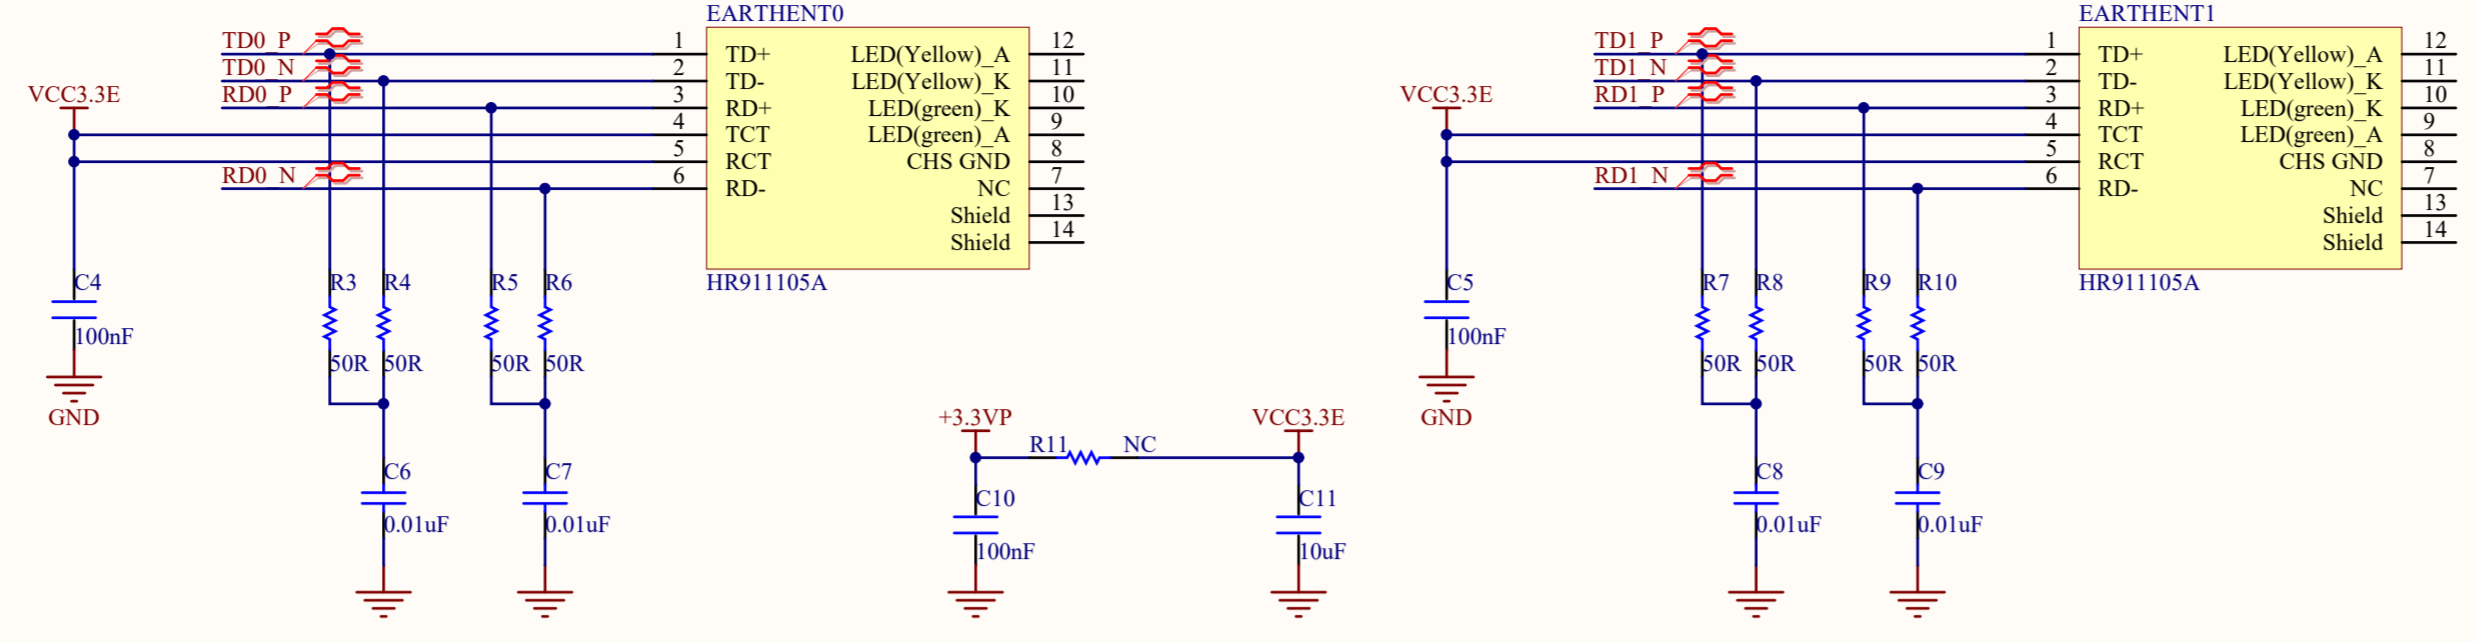 EARTHENT0
TD0_P
TD0_N
RD0_P
RD0_N
VCC3.3E
1
2
3
4
5
6
TD+
TD-
RD+
TCT
RCT
RD-
LED(Yellow)_A
LED(Yellow)_K
LED(green)_K
LED(green)_A
CHS GND
NC
Shield
Shield
12
11
10
9
8
7
13
14
HR911105A
C4
100nF
GND
R3
R4
R5
R6
50R
50R
50R
50R
C6
0.01uF
C7
0.01uF
+3.3VP
R11
NC
VCC3.3E
C10
100nF
C11
10uF
EARTHENT1
TD1_P
TD1_N
RD1_P
RD1_N
VCC3.3E
1
2
3
4
5
6
TD+
TD-
RD+
TCT
RCT
RD-
LED(Yellow)_A
LED(Yellow)_K
LED(green)_K
LED(green)_A
CHS GND
NC
Shield
Shield
12
11
10
9
8
7
13
14
HR911105A
C5
100nF
GND
R7
R8
R9
R10
50R
50R
50R
50R
C8
0.01uF
C9
0.01uF